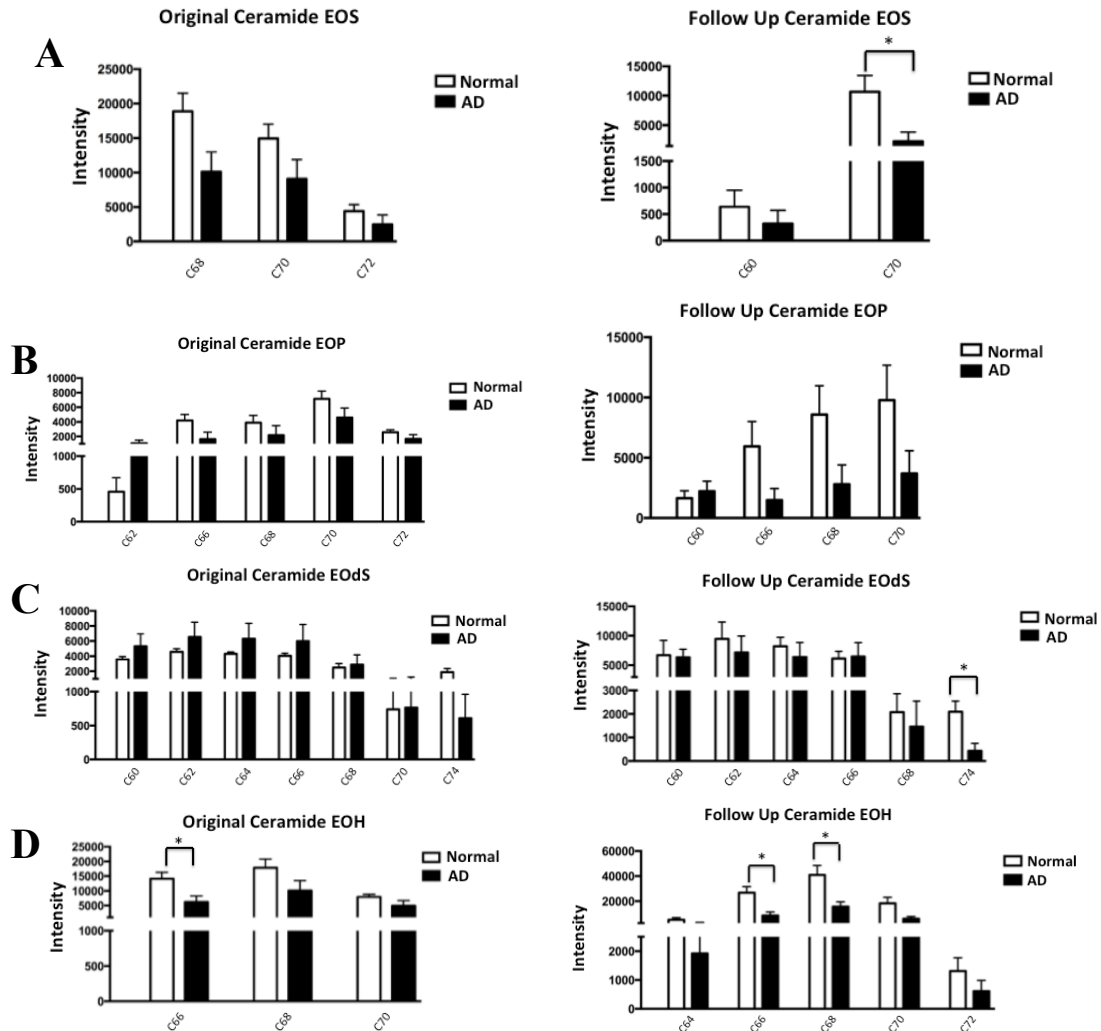 Original Ceramide EOS
A
Intensity
25000
20000
15000
10000
5000
0
C68
C70
C72
Normal
AD
Follow Up Ceramide EOS
Intensity
15000
10000
5000
1500
1000
500
0
*
C60
C70
Normal
AD
B
Original Ceramide EOP
Intensity
10000
8000
6000
4000
2000
1000
500
0
C62
C66
C68
C70
C72
Normal
AD
Follow Up Ceramide EOP
Intensity
15000
10000
5000
0
C60
C66
C68
C70
Normal
AD
C
Original Ceramide EOdS
Intensity
10000
8000
6000
4000
2000
1000
500
0
C60
C62
C64
C66
C68
C70
C74
Normal
AD
Follow Up Ceramide EOdS
Intensity
15000
10000
5000
3000
2000
1000
0
*
C60
C62
C64
C66
C68
C74
Normal
AD
D
Original Ceramide EOH
Intensity
25000
20000
15000
10000
5000
1000
500
0
*
C66
C68
C70
Normal
AD
Follow Up Ceramide EOH
Intensity
60000
40000
20000
2000
1000
0
*
*
C64
C66
C68
C70
C72
Normal
AD